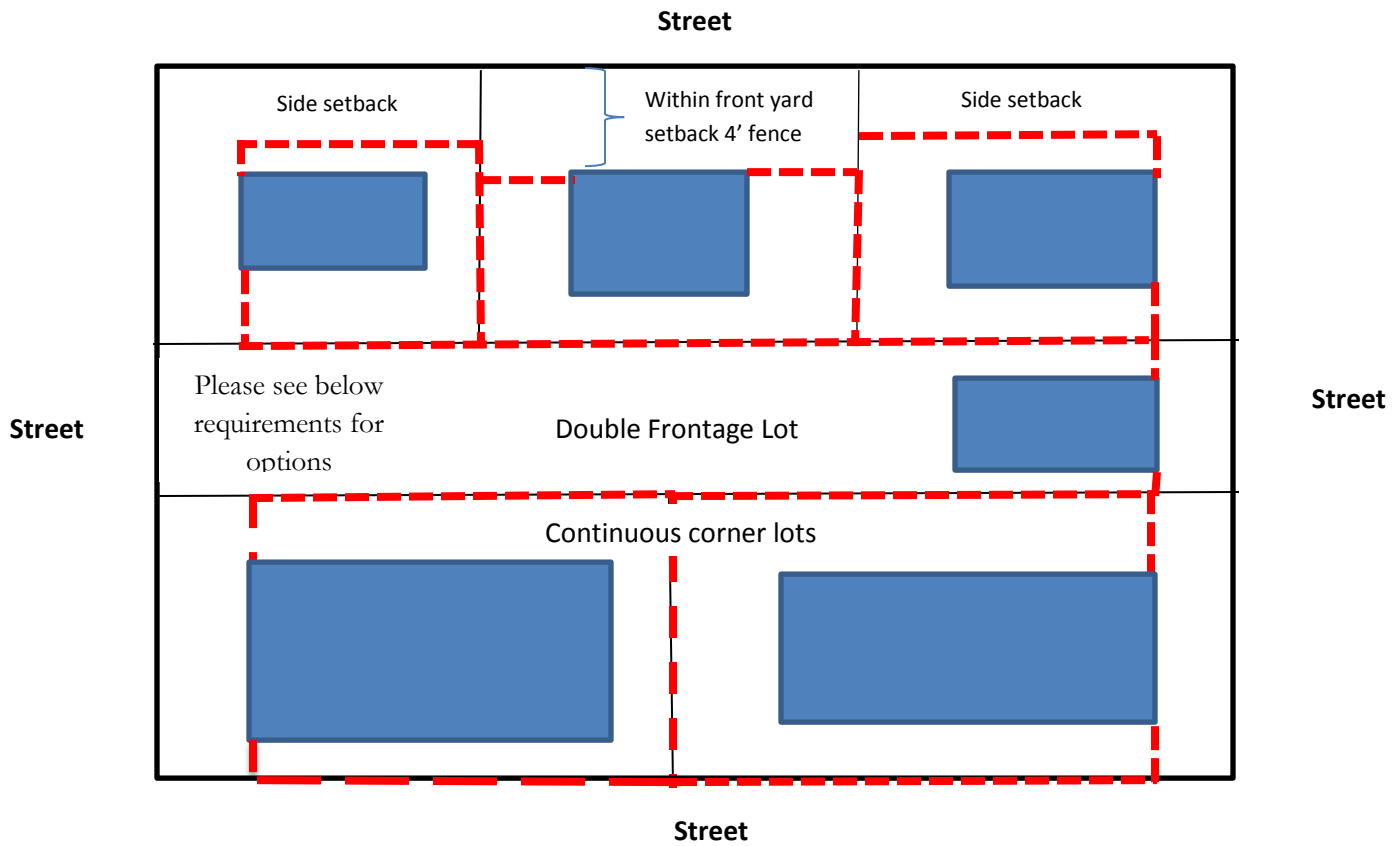 Street
Side setback
Within front yard
setback 4’ fence
Side setback
Please see below
requirements for
options
Double Frontage Lot
Street
Street
Continuous corner lots
Street